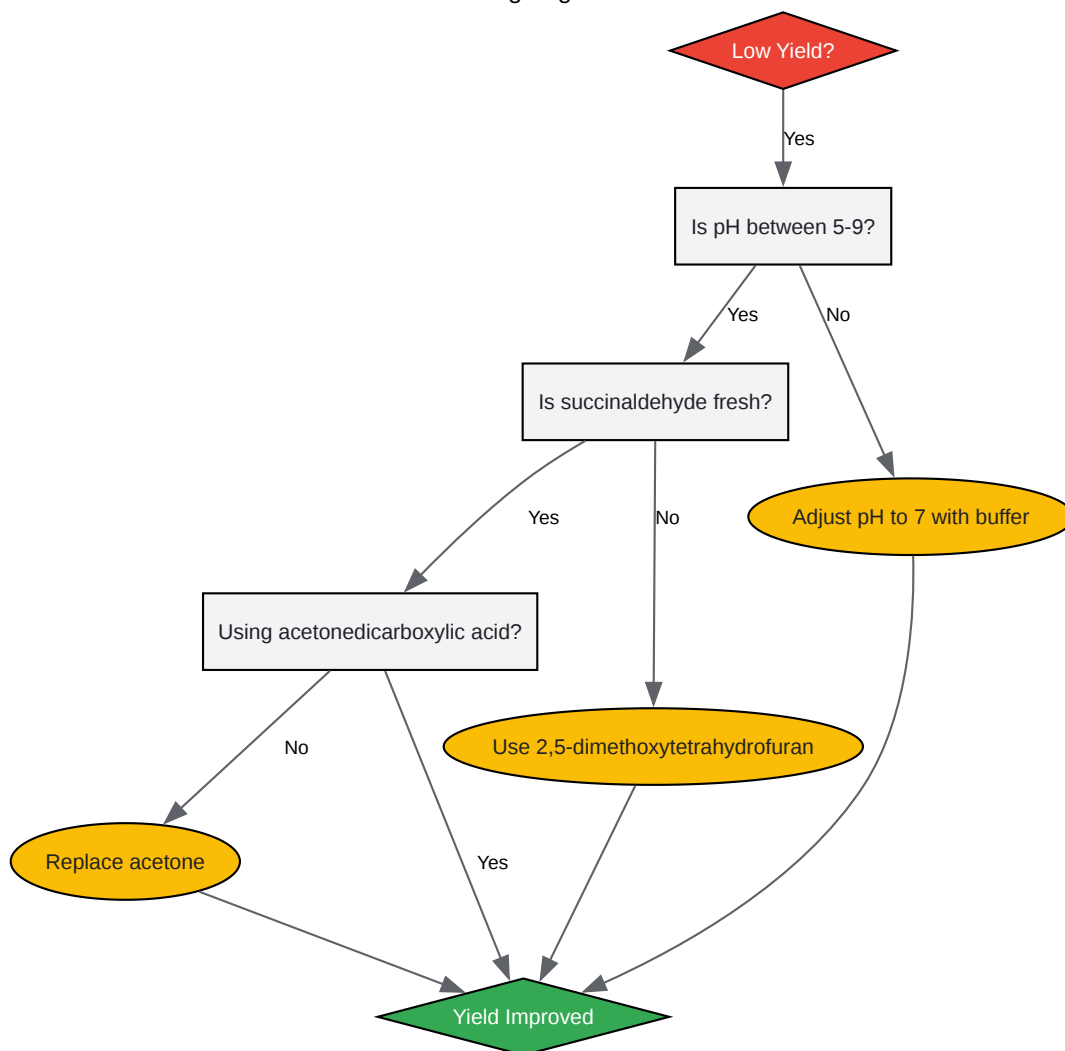 Low Yield?
Yes
Is pH between 5-9?
Yes
No
Is succinaldehyde fresh?
Yes
No
Adjust pH to 7 with buffer
Using acetonedicarboxylic acid?
No
Use 2,5-dimethoxytetrahydrofuran
Replace acetone
Yes
Yield Improved